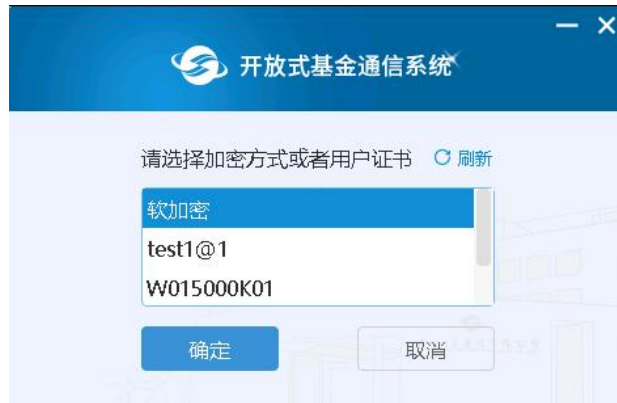 开放式基金通信系统
请选择加密方式或者用户证书 刷新
软加密
test1@1
W015000K01
确定 取消